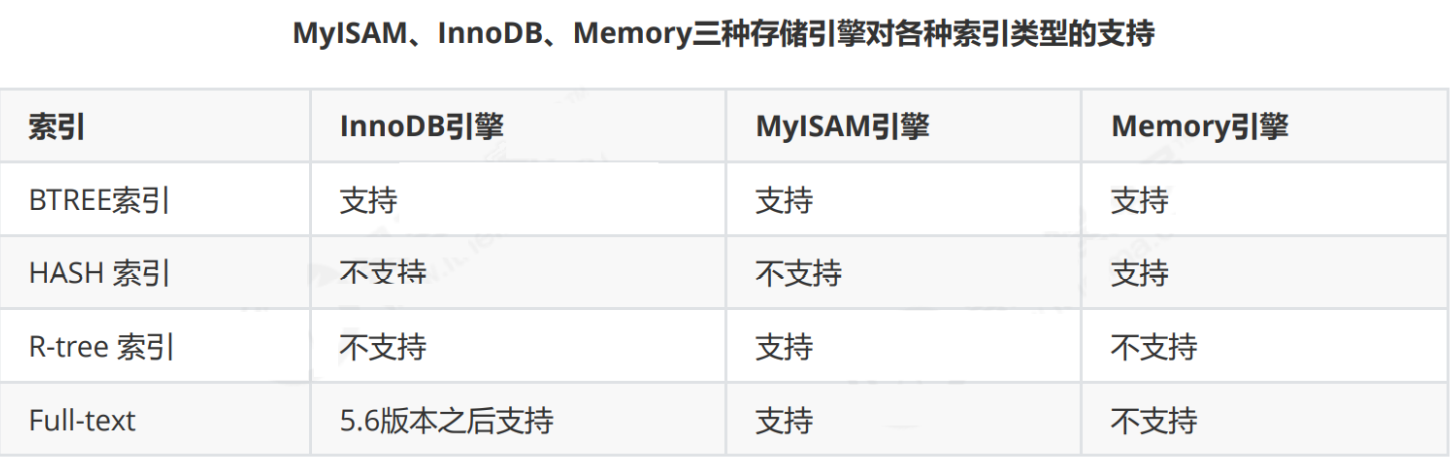 MyISAM、InnoDB、Memory三种存储引擎对各种索引类型的支持
索引 InnoDB引擎 MyISAM引擎 Memory引擎
BTREE索引 支持 支持 支持
HASH 索引 不支持 不支持 支持
R-tree 索引 不支持 支持 不支持
Full-text 5.6版本之后支持 支持 不支持